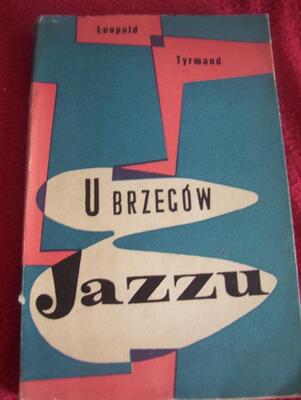 Leopold
Tyrmand
U BRZEGÓW
Jazzu